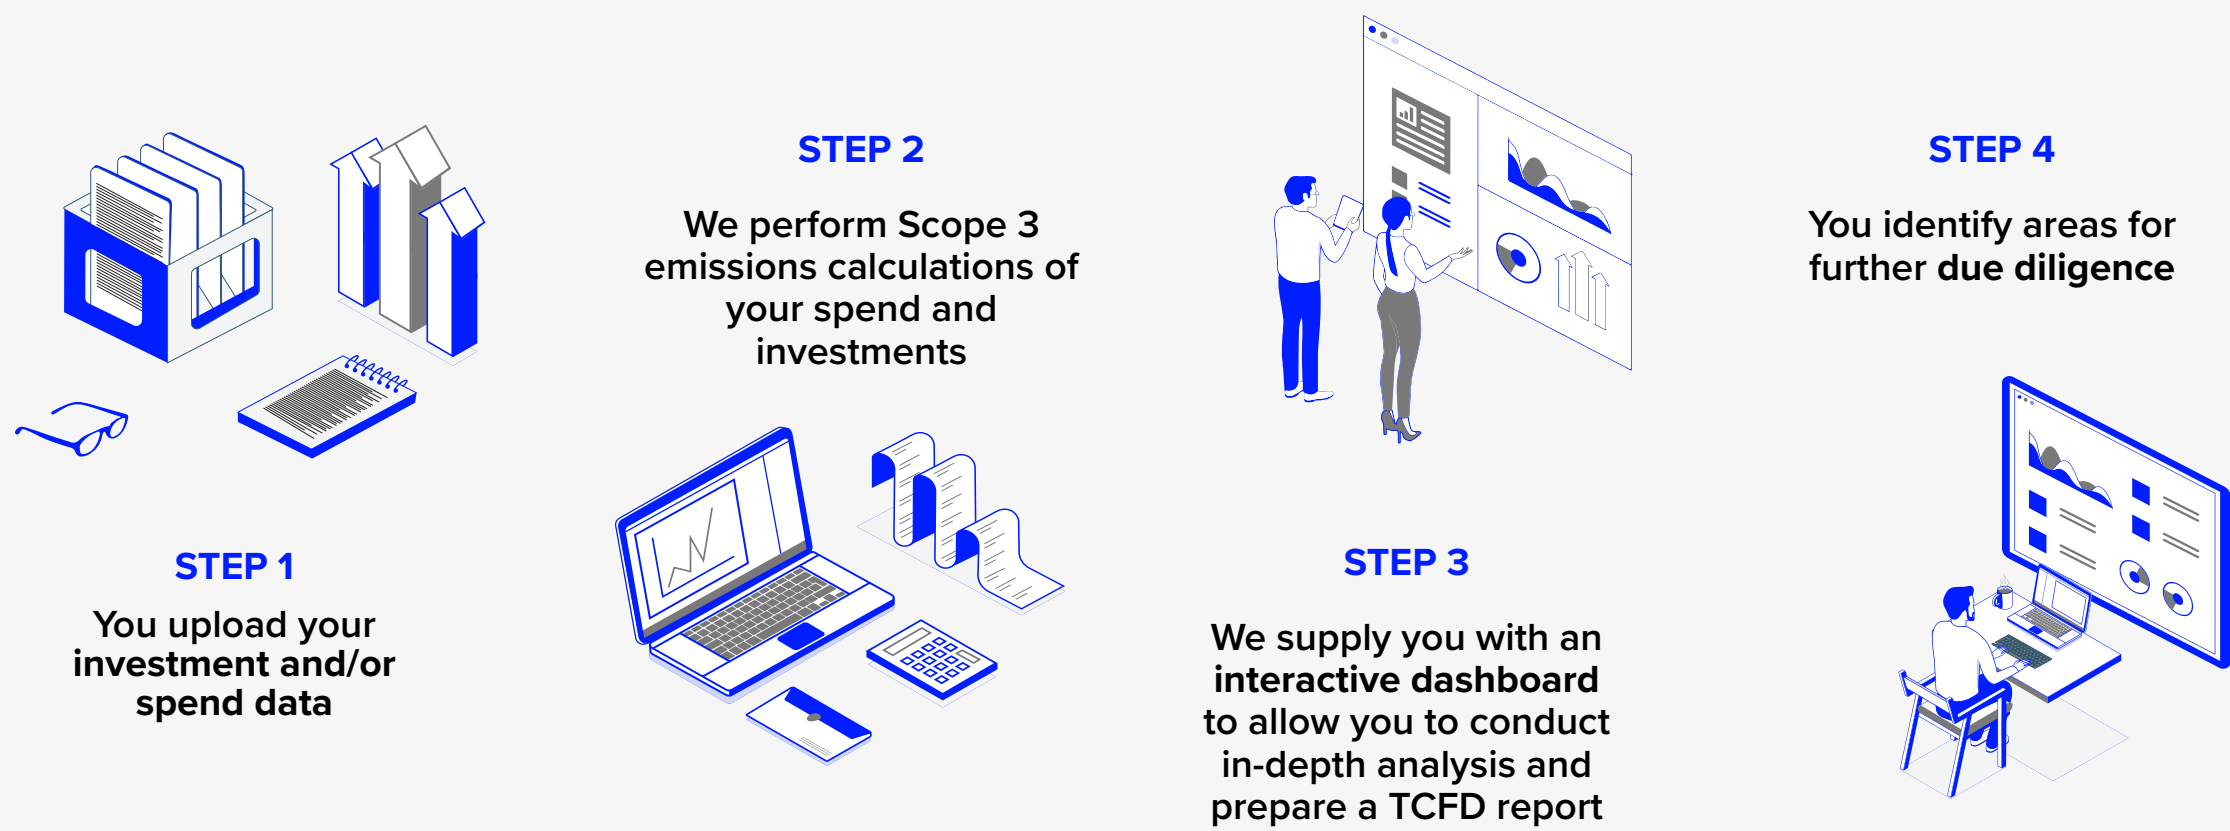 STEP 1
You upload your
investment and/or
spend data
STEP 2
We perform Scope 3
emissions calculations of
your spend and
investments
STEP 3
We supply you with an
interactive dashboard
to allow you to conduct
in-depth analysis and
prepare a TCFD report
STEP 4
You identify areas for
further due diligence